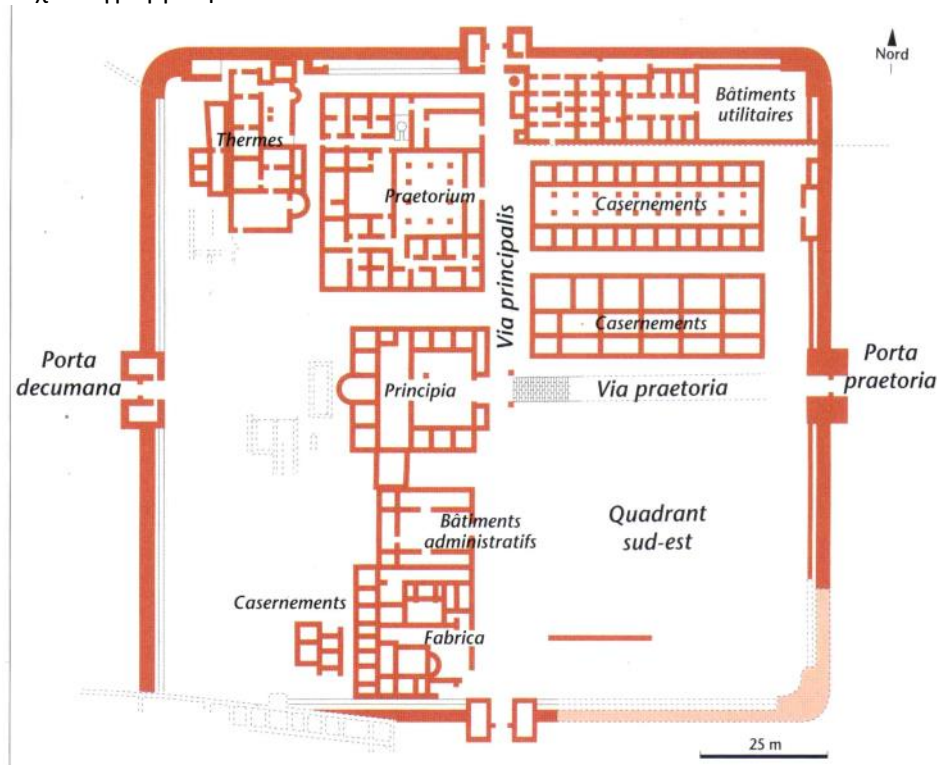 Nord
Bâtiments
utilitaires
Thermes
Praetorium
Casernements
Via principalis
Casernements
Porta
decumana
Principia
Via praetoria
Porta
praetoria
Bâtiments
administratifs
Quadrant
sud-est
Casernements
Fabrica
25 m